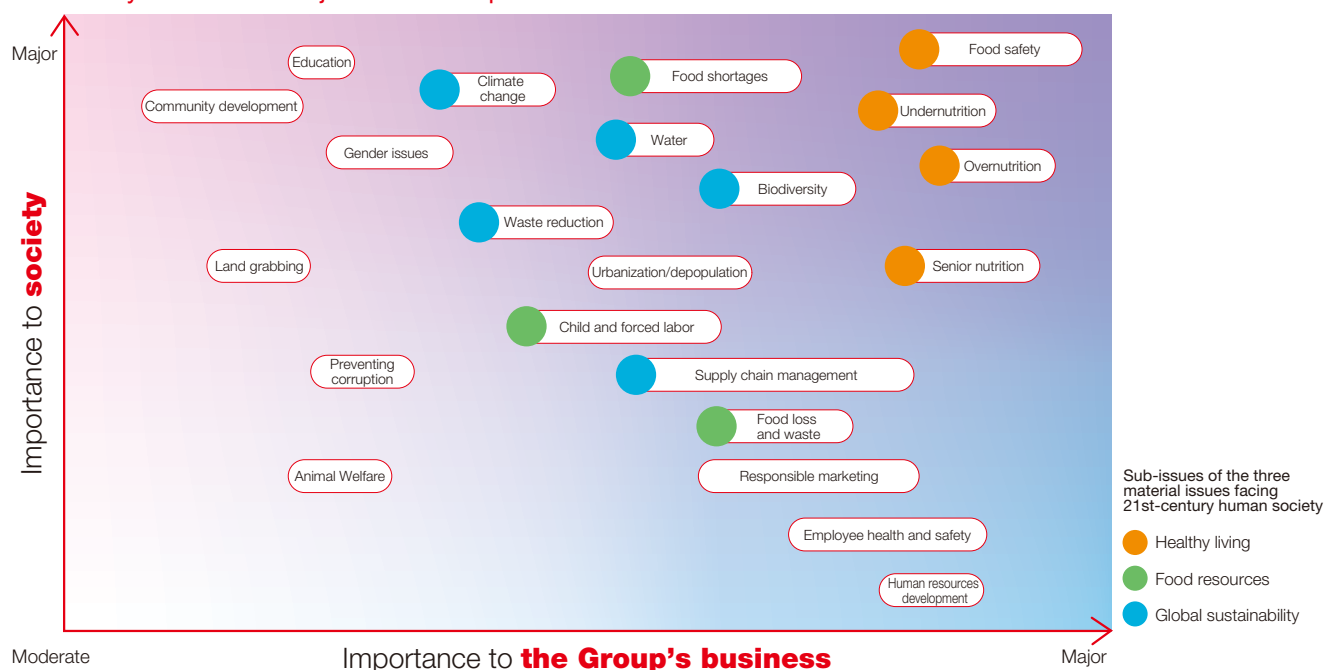 Major
Education
Community development
Gender issues
Climate
change
Food shortages
Water
Biodiversity
Waste reduction
Food safety
Undernutrition
Overnutrition
Senior nutrition
Land grabbing
Urbanization/depopulation
Child and forced labor
Preventing
corruption
Supply chain management
Food loss
and waste
Animal Welfare
Responsible marketing
Employee health and safety
Human resources
development
Importance to society
Moderate
Importance to the Group's business
Major
Sub-issues of the three
material issues facing
21st-century human society
Healthy living
Food resources
Global sustainability